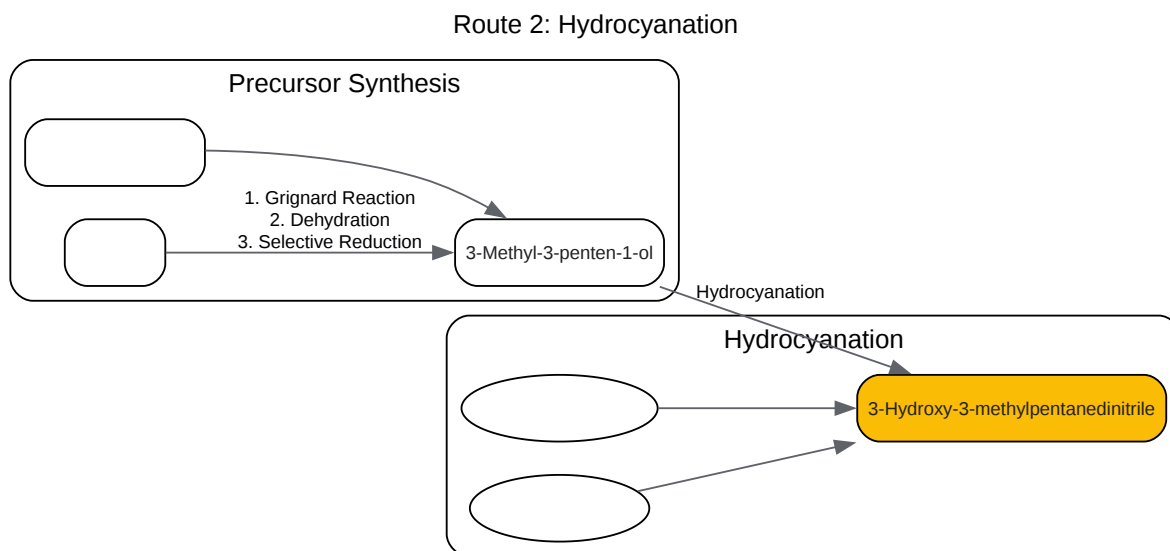 Route 2: Hydrocyanation
Precursor Synthesis
1. Grignard Reaction
2. Dehydration
3. Selective Reduction
3-Methyl-3-penten-1-ol
Hydrocyanation
Hydrocyanation
3-Hydroxy-3-methylpentanedinitrile